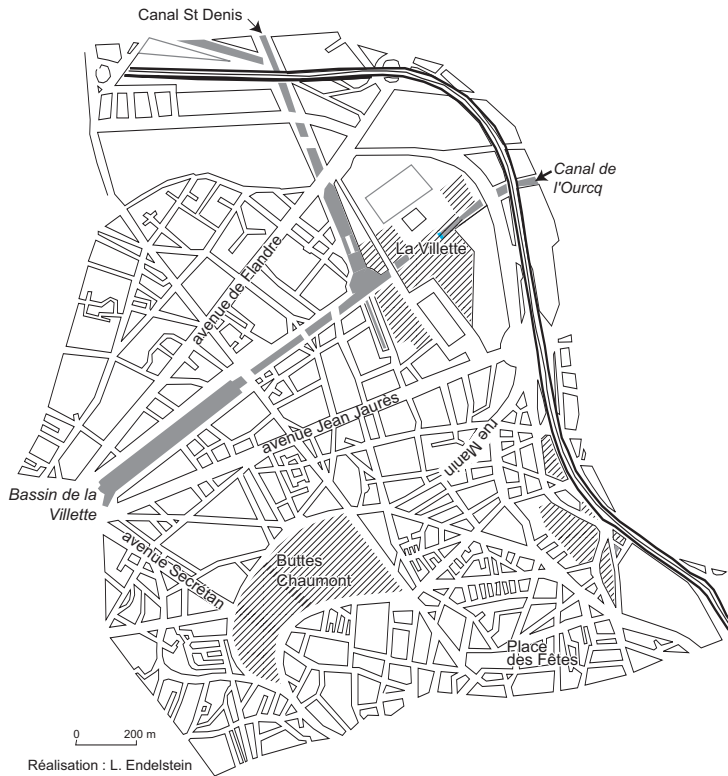 Canal St Denis
Canal de
l'Ourcq
La Villette
avenue de Flandre
avenue Jean Jaurès
rue Manin
Bassin de la
Villette
avenue Secrétan
Buttes
Chaumont
Place
des Fêtes
0 200 m
Réalisation : L. Endelstein